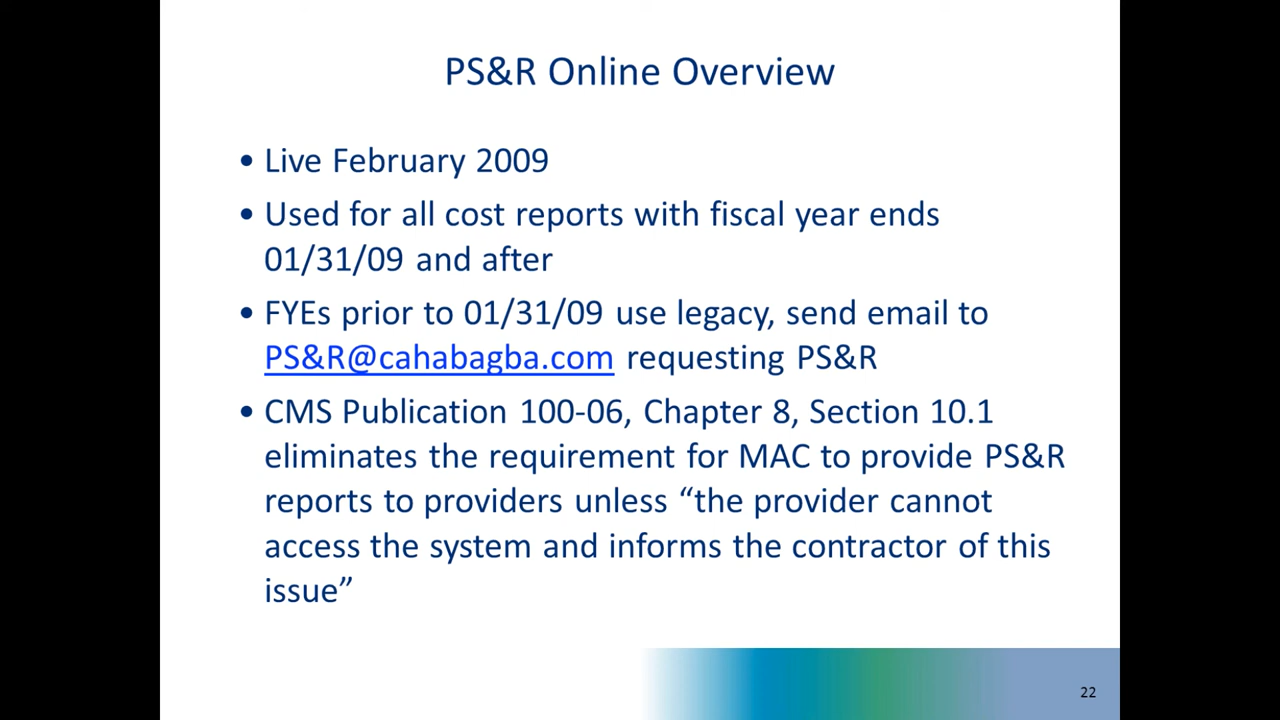 PS&R Online Overview
• Live February 2009
• Used for all cost reports with fiscal year ends
01/31/09 and after
• FYEs prior to 01/31/09 use legacy, send email to
PS&R@cahabagba.com requesting PS&R
• CMS Publication 100-06, Chapter 8, Section 10.1
eliminates the requirement for MAC to provide PS&R
reports to providers unless “the provider cannot
access the system and informs the contractor of this
issue”
22